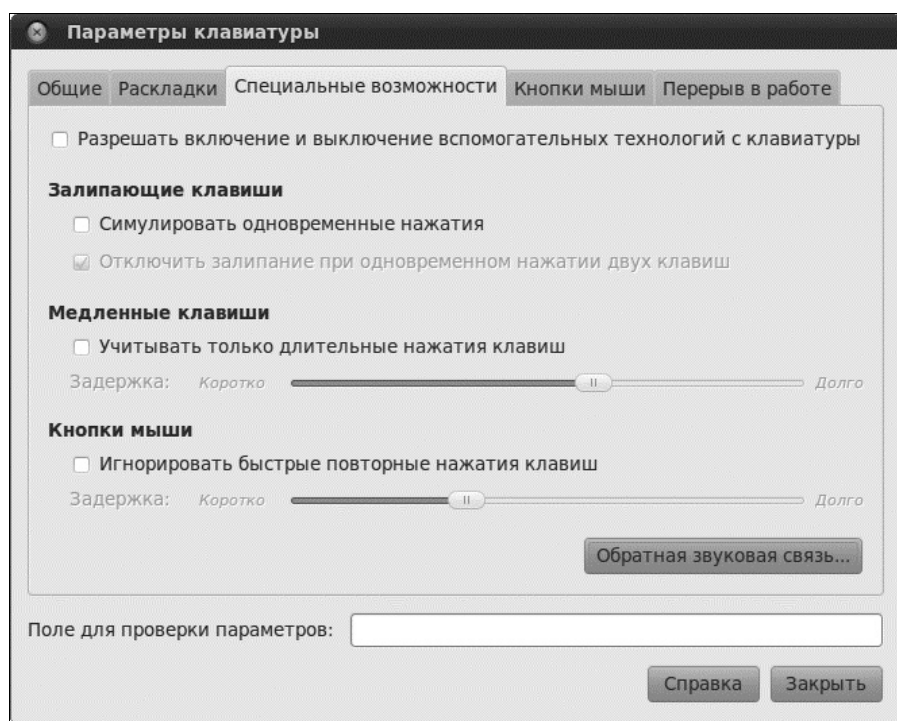 Параметры клавиатуры
Общие Раскладки Специальные возможности Кнопки мыши Перерыв в работе
Разрешать включение и выключение вспомогательных технологий с клавиатуры
Залипающие клавиши
Симулировать одновременные нажатия
Отключить залипание при одновременном нажатии двух клавиш
Медленные клавиши
Учитывать только длительные нажатия клавиш
Задержка: Коротко Долго
Кнопки мыши
Игнорировать быстрые повторные нажатия клавиш
Задержка: Коротко Долго
Обратная звуковая связь...
Поле для проверки параметров:
Справка Закрыть